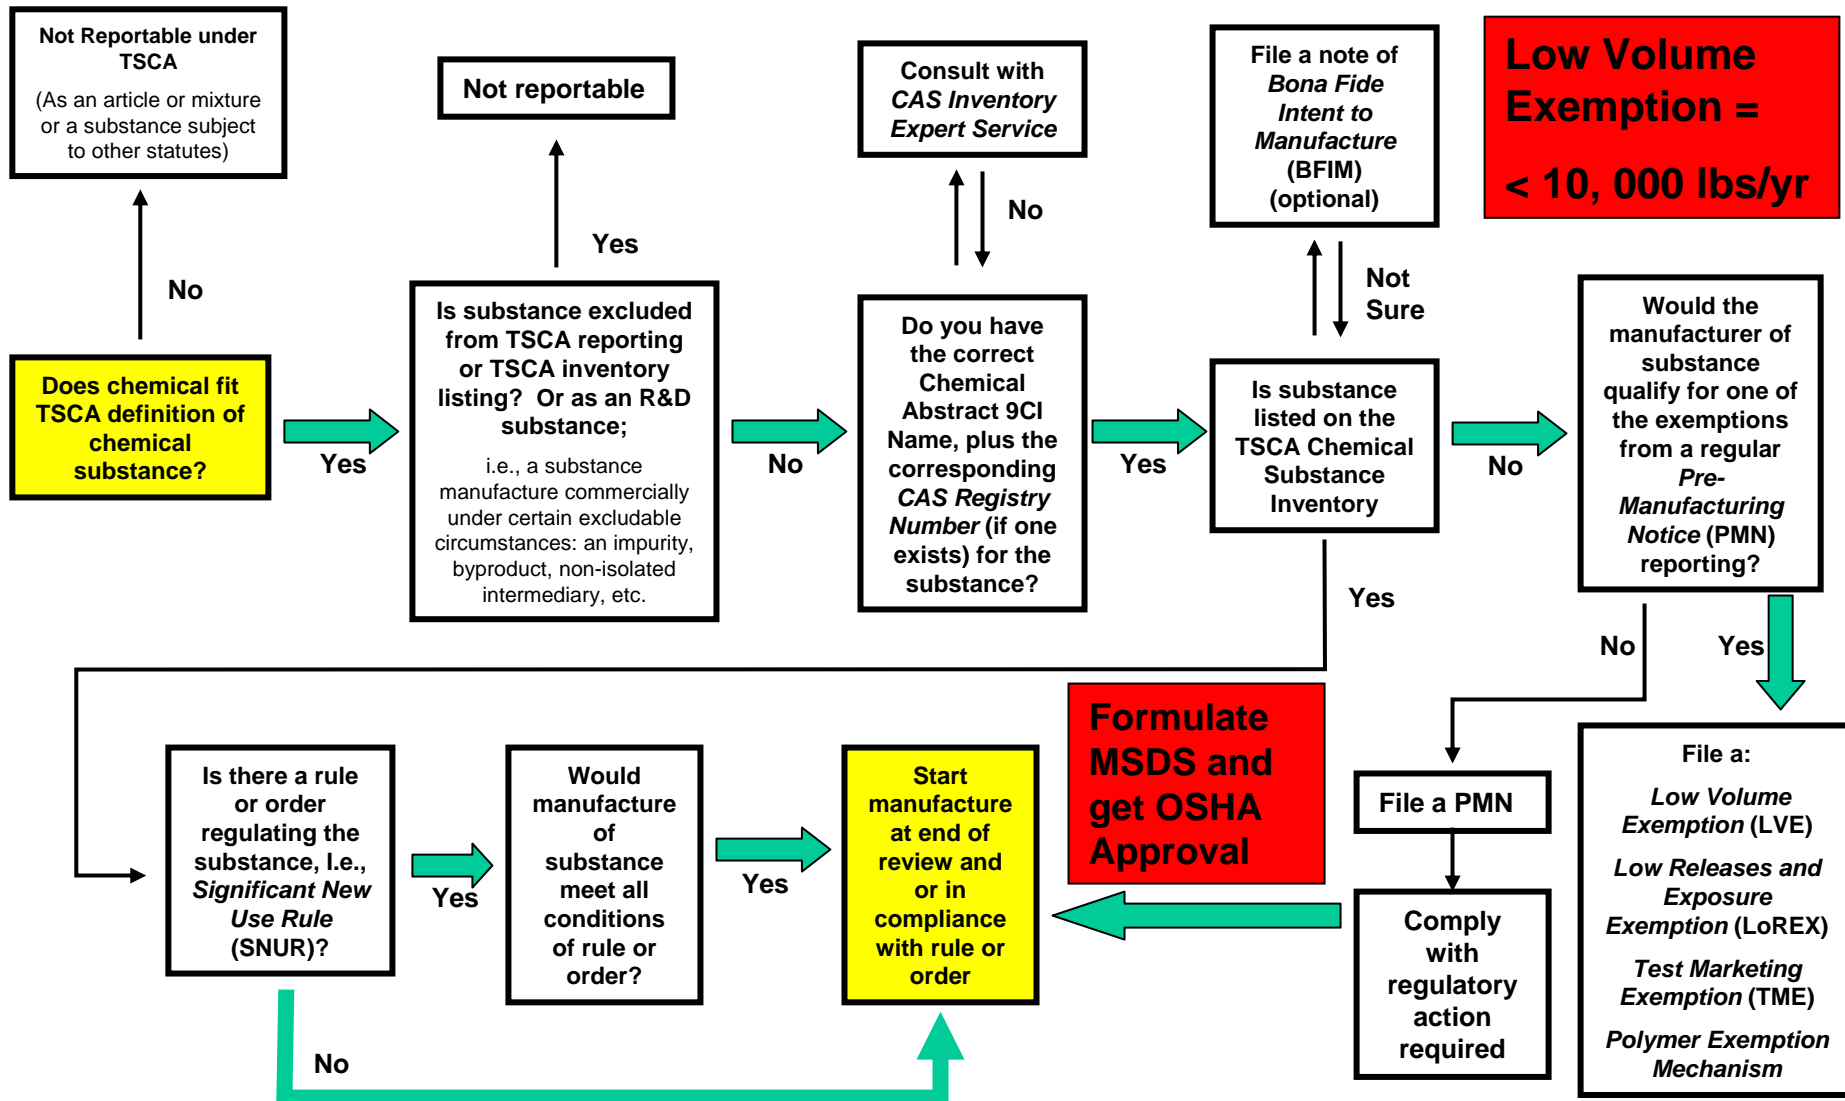 Not Reportable under
TSCA
(As an article or mixture
or a substance subject
to other statutes)
Not reportable
Consult with
CAS Inventory
Expert Service
File a note of
Bona Fide
Intent to
Manufacture
(BFIM)
(optional)
Low Volume
Exemption =
< 10, 000 lbs/yr
No
Yes
No
Not
Sure
Does chemical fit
TSCA definition of
chemical
substance?
Yes
Is substance excluded
from TSCA reporting
or TSCA inventory
listing? Or as an R&D
substance;
i.e., a substance
manufacture commercially
under certain excludable
circumstances: an impurity,
byproduct, non-isolated
intermediary, etc.
No
Do you have
the correct
Chemical
Abstract 9CI
Name, plus the
corresponding
CAS Registry
Number (if one
exists) for the
substance?
Yes
Is substance
listed on the
TSCA Chemical
Substance
Inventory
No
Would the
manufacturer of
substance
qualify for one of
the exemptions
from a regular
Pre-
Manufacturing
Notice (PMN)
reporting?
Yes
No
Yes
Is there a rule
or order
regulating the
substance, I.e.,
Significant New
Use Rule
(SNUR)?
Yes
Would
manufacture
of
substance
meet all
conditions
of rule or
order?
Yes
Start
manufacture
at end of
review and
or in
compliance
with rule or
order
Formulate
MSDS and
get OSHA
Approval
File a PMN
Comply
with
regulatory
action
required
File a:
Low Volume
Exemption (LVE)
Low Releases and
Exposure
Exemption (LoREX)
Test Marketing
Exemption (TME)
Polymer Exemption
Mechanism
No